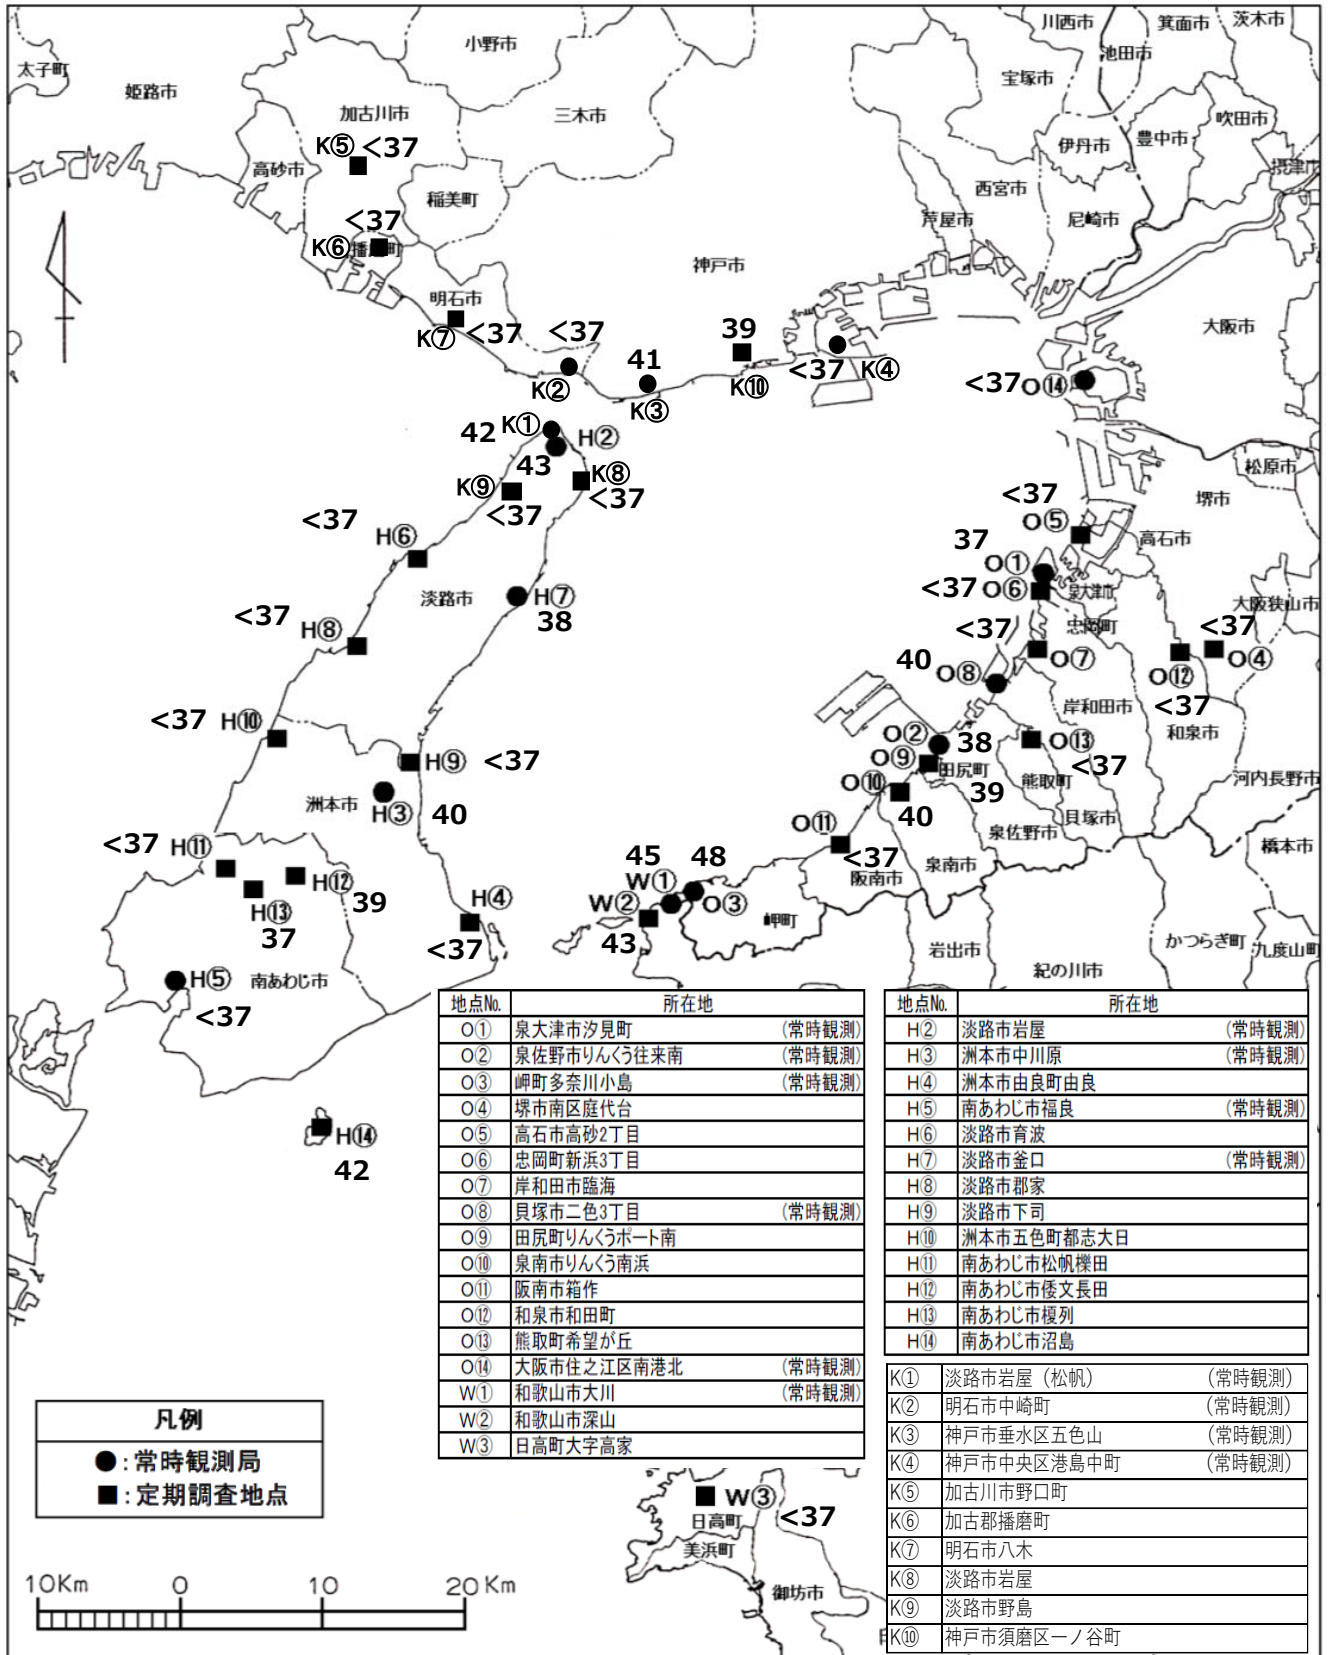 川西市
箕面市
茨木市
小野市
池田市
太子町
宝塚市
姫路市
加古川市
三木市
吹田市
豊中市
伊丹市
K⑤ <37
高砂市
摂津市
稲美町
西宮市
芦屋市
尼崎市
<37
K⑥
神戸市
明石市
大阪市
K⑦ <37
<37
39
K②
41
K③
K⑩
<37 K④
<37 O⑭
42 K①
H②
43
K⑧
<37
K⑨
<37
松原市
堺市
<37
O⑤
<37
H⑥
高石市
37
O①
<37 O⑥
泉大津市
淡路市
H⑦
38
大阪狭山市
忠岡町
<37
H⑧
<37
O⑦
<37
O④
40
O⑧
O⑫
<37
岸和田市
和泉市
<37 H⑩
O②
38
O⑬
<37
H⑨ <37
O⑨
田尻町
39
熊取町
河内長野市
O⑩
40
洲本市
H③
40
貝塚市
泉佐野市
O⑪
<37
泉南市
阪南市
橋本市
<37 H⑪
H⑫
39
H⑬
37
45
W①
48
O③
W②
43
岬町
H④
<37
岩出市
紀の川市
かつらぎ町
九度山町
H⑤
<37
南あわじ市
H⑭
42
地点No. 所在地
O① 泉大津市汐見町 (常時観測)
O② 泉佐野市りんくう往来南 (常時観測)
O③ 岬町多奈川小島 (常時観測)
O④ 堺市南区庭代台
O⑤ 高石市高砂2丁目
O⑥ 忠岡町新浜3丁目
O⑦ 岸和田市臨海
O⑧ 貝塚市二色3丁目 (常時観測)
O⑨ 田尻町りんくうポート南
O⑩ 泉南市りんくう南浜
O⑪ 阪南市箱作
O⑫ 和泉市和田町
O⑬ 熊取町希望が丘
O⑭ 大阪市住之江区南港北 (常時観測)
W① 和歌山市大川 (常時観測)
W② 和歌山市深山
W③ 日高町大字高家
地点No. 所在地
H② 淡路市岩屋 (常時観測)
H③ 洲本市中川原 (常時観測)
H④ 洲本市由良町由良
H⑤ 南あわじ市福良 (常時観測)
H⑥ 淡路市育波
H⑦ 淡路市釜口 (常時観測)
H⑧ 淡路市郡家
H⑨ 淡路市下司
H⑩ 洲本市五色町都志大日
H⑪ 南あわじ市松帆櫟田
H⑫ 南あわじ市倭文長田
H⑬ 南あわじ市榎列
H⑭ 南あわじ市沼島
K① 淡路市岩屋（松帆） (常時観測)
K② 明石市中崎町 (常時観測)
K③ 神戸市垂水区五色山 (常時観測)
K④ 神戸市中央区港島中町 (常時観測)
K⑤ 加古川市野口町
K⑥ 加古郡播磨町
K⑦ 明石市八木
K⑧ 淡路市岩屋
K⑨ 淡路市野島
K⑩ 神戸市須磨区一ノ谷町
凡例
●：常時観測局
■：定期調査地点
W③
<37
日高町
美浜町
御坊市
10Km 0 10 20Km